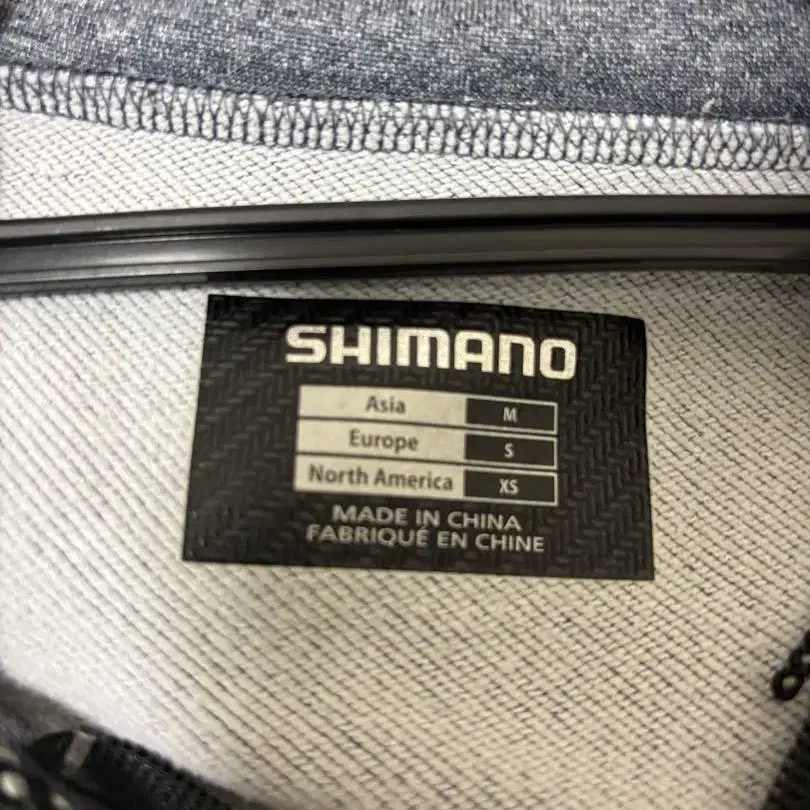 SHIMANO
Asia M
Europe S
North America XS
MADE IN CHINA
FABRIQUÉ EN CHINE